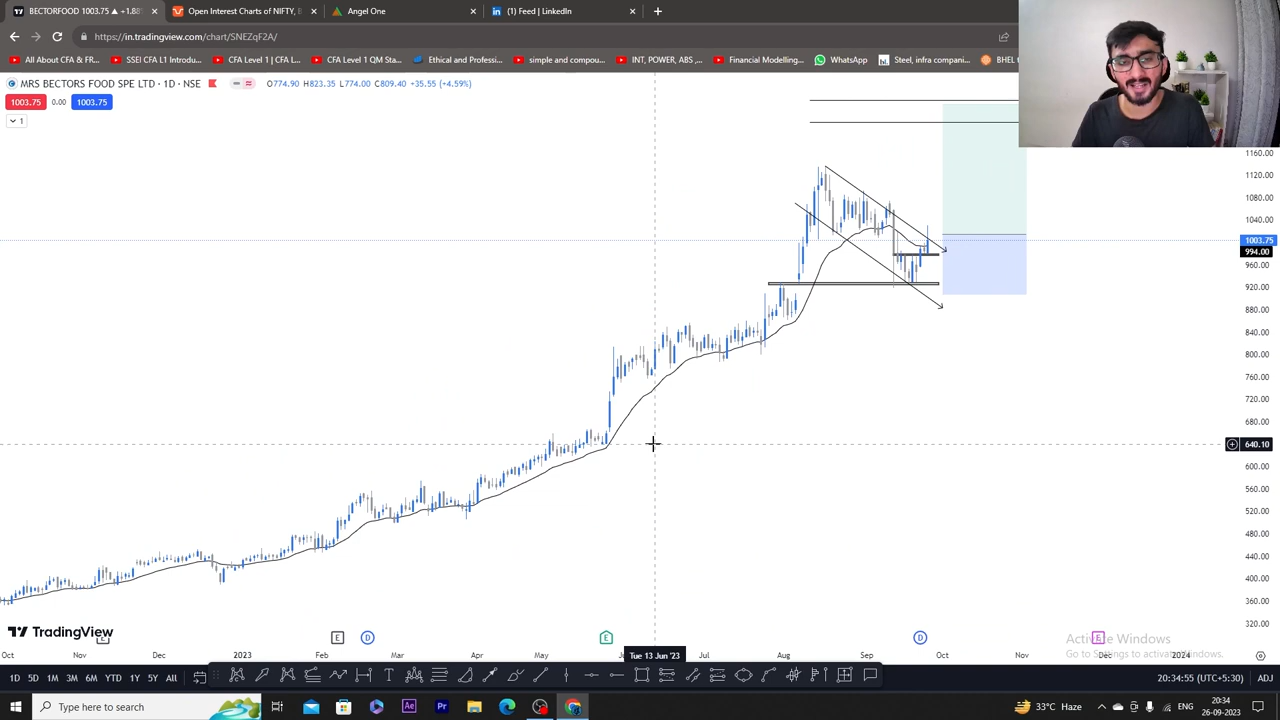 BECTORFOOD 1003.75 ▲ +1.88%
Open Interest Charts of NIFTY, B
Angel One
(1) Feed | LinkedIn
https://in.tradingview.com/chart/SNEZqF2A/
All About CFA & FR...
SSEI CFA L1 Introdu...
CFA Level 1 | CFA L...
CFA Level 1 QM Sta...
Ethical and Professi...
simple and compou...
INT, POWER, ABS ,...
Financial Modelling...
WhatsApp
Steel, infra compani...
BHEL t
MRS BECTORS FOOD SPE LTD · 1D · NSE
O774.90 H823.35 L774.00 C809.40 +35.55 (+4.59%)
1003.75 0.00 1003.75
1
1160.00
1120.00
1080.00
1040.00
1003.75
994.00
960.00
920.00
880.00
840.00
800.00
760.00
720.00
680.00
640.10
600.00
560.00
520.00
480.00
440.00
400.00
360.00
320.00
TradingView
E
E D E D E
Activate Windows
Go to Settings to activate Windows.
Oct Nov Dec 2023 Feb Mar Apr May Tue 13 Jun '23 Jul Aug Sep Oct Nov Dec 2024
1D 5D 1M 3M 6M YTD 1Y 5Y All
20:34:55 (UTC+5:30) ADJ
Type here to search
Ae
Pr
33°C Haze
ENG
20:34
26-09-2023